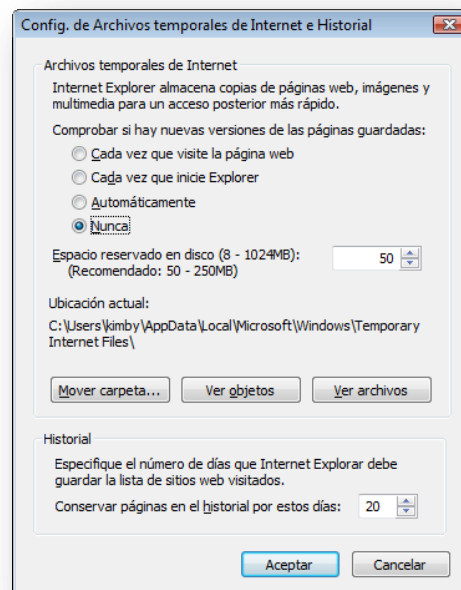 Config. de Archivos temporales de Internet e Historial
Archivos temporales de Internet
Internet Explorer almacena copias de páginas web, imágenes y
multimedia para un acceso posterior más rápido.
Comprobar si hay nuevas versiones de las páginas guardadas:
Cada vez que visite la página web
Cada vez que inicie Explorer
Automáticamente
Nunca
Espacio reservado en disco (8 - 1024MB): 50
(Recomendado: 50 - 250MB)
Ubicación actual:
C:\Users\kimby\AppData\Local\Microsoft\Windows\Temporary
Internet Files\
Mover carpeta... Ver objetos Ver archivos
Historial
Especifique el número de días que Internet Explorar debe
guardar la lista de sitios web visitados.
Conservar páginas en el historial por estos días: 20
Aceptar Cancelar